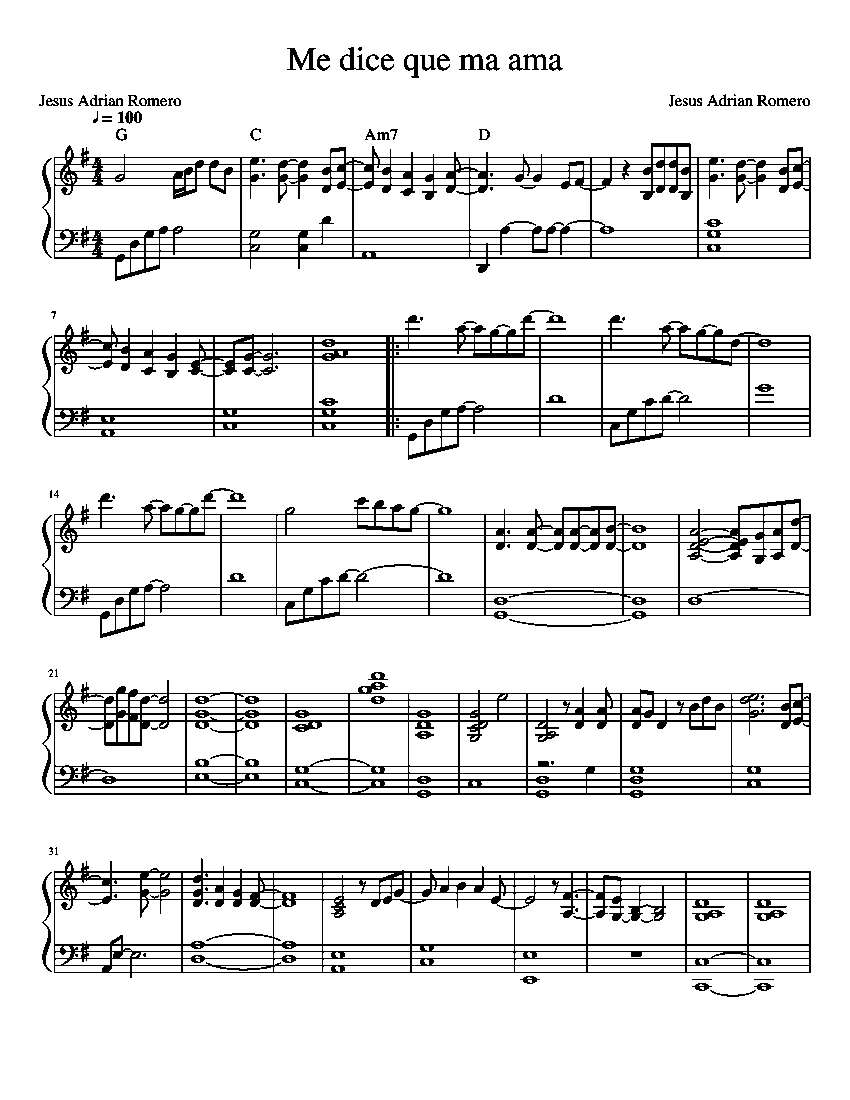 Me dice que ma ama
Jesus Adrian Romero Jesus Adrian Romero
♩ = 100
G C Am7 D
7
14
21
31